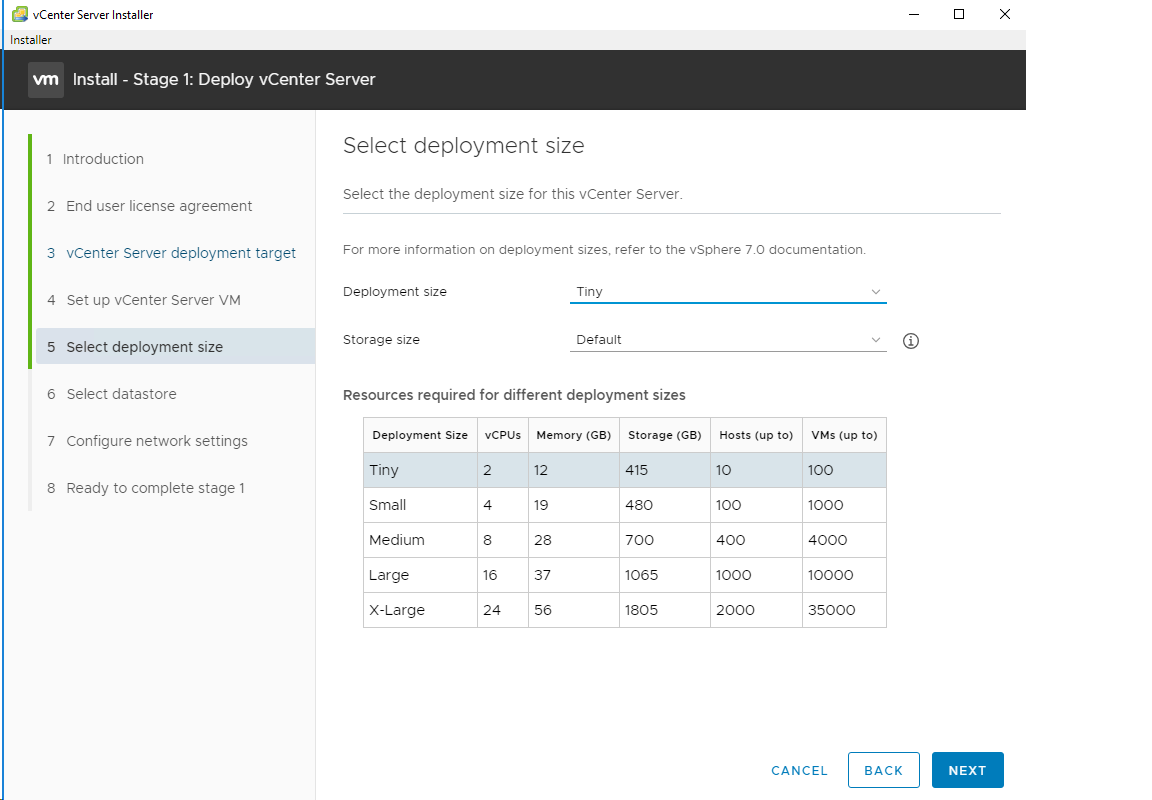 vCenter Server Installer
Installer
vm Install - Stage 1: Deploy vCenter Server
1 Introduction
2 End user license agreement
3 vCenter Server deployment target
4 Set up vCenter Server VM
5 Select deployment size
6 Select datastore
7 Configure network settings
8 Ready to complete stage 1
Select deployment size
Select the deployment size for this vCenter Server.
For more information on deployment sizes, refer to the vSphere 7.0 documentation.
Deployment size Tiny
Storage size Default
Resources required for different deployment sizes
Deployment Size vCPUs Memory (GB) Storage (GB) Hosts (up to) VMs (up to)
Tiny 2 12 415 10 100
Small 4 19 480 100 1000
Medium 8 28 700 400 4000
Large 16 37 1065 1000 10000
X-Large 24 56 1805 2000 35000
CANCEL BACK NEXT